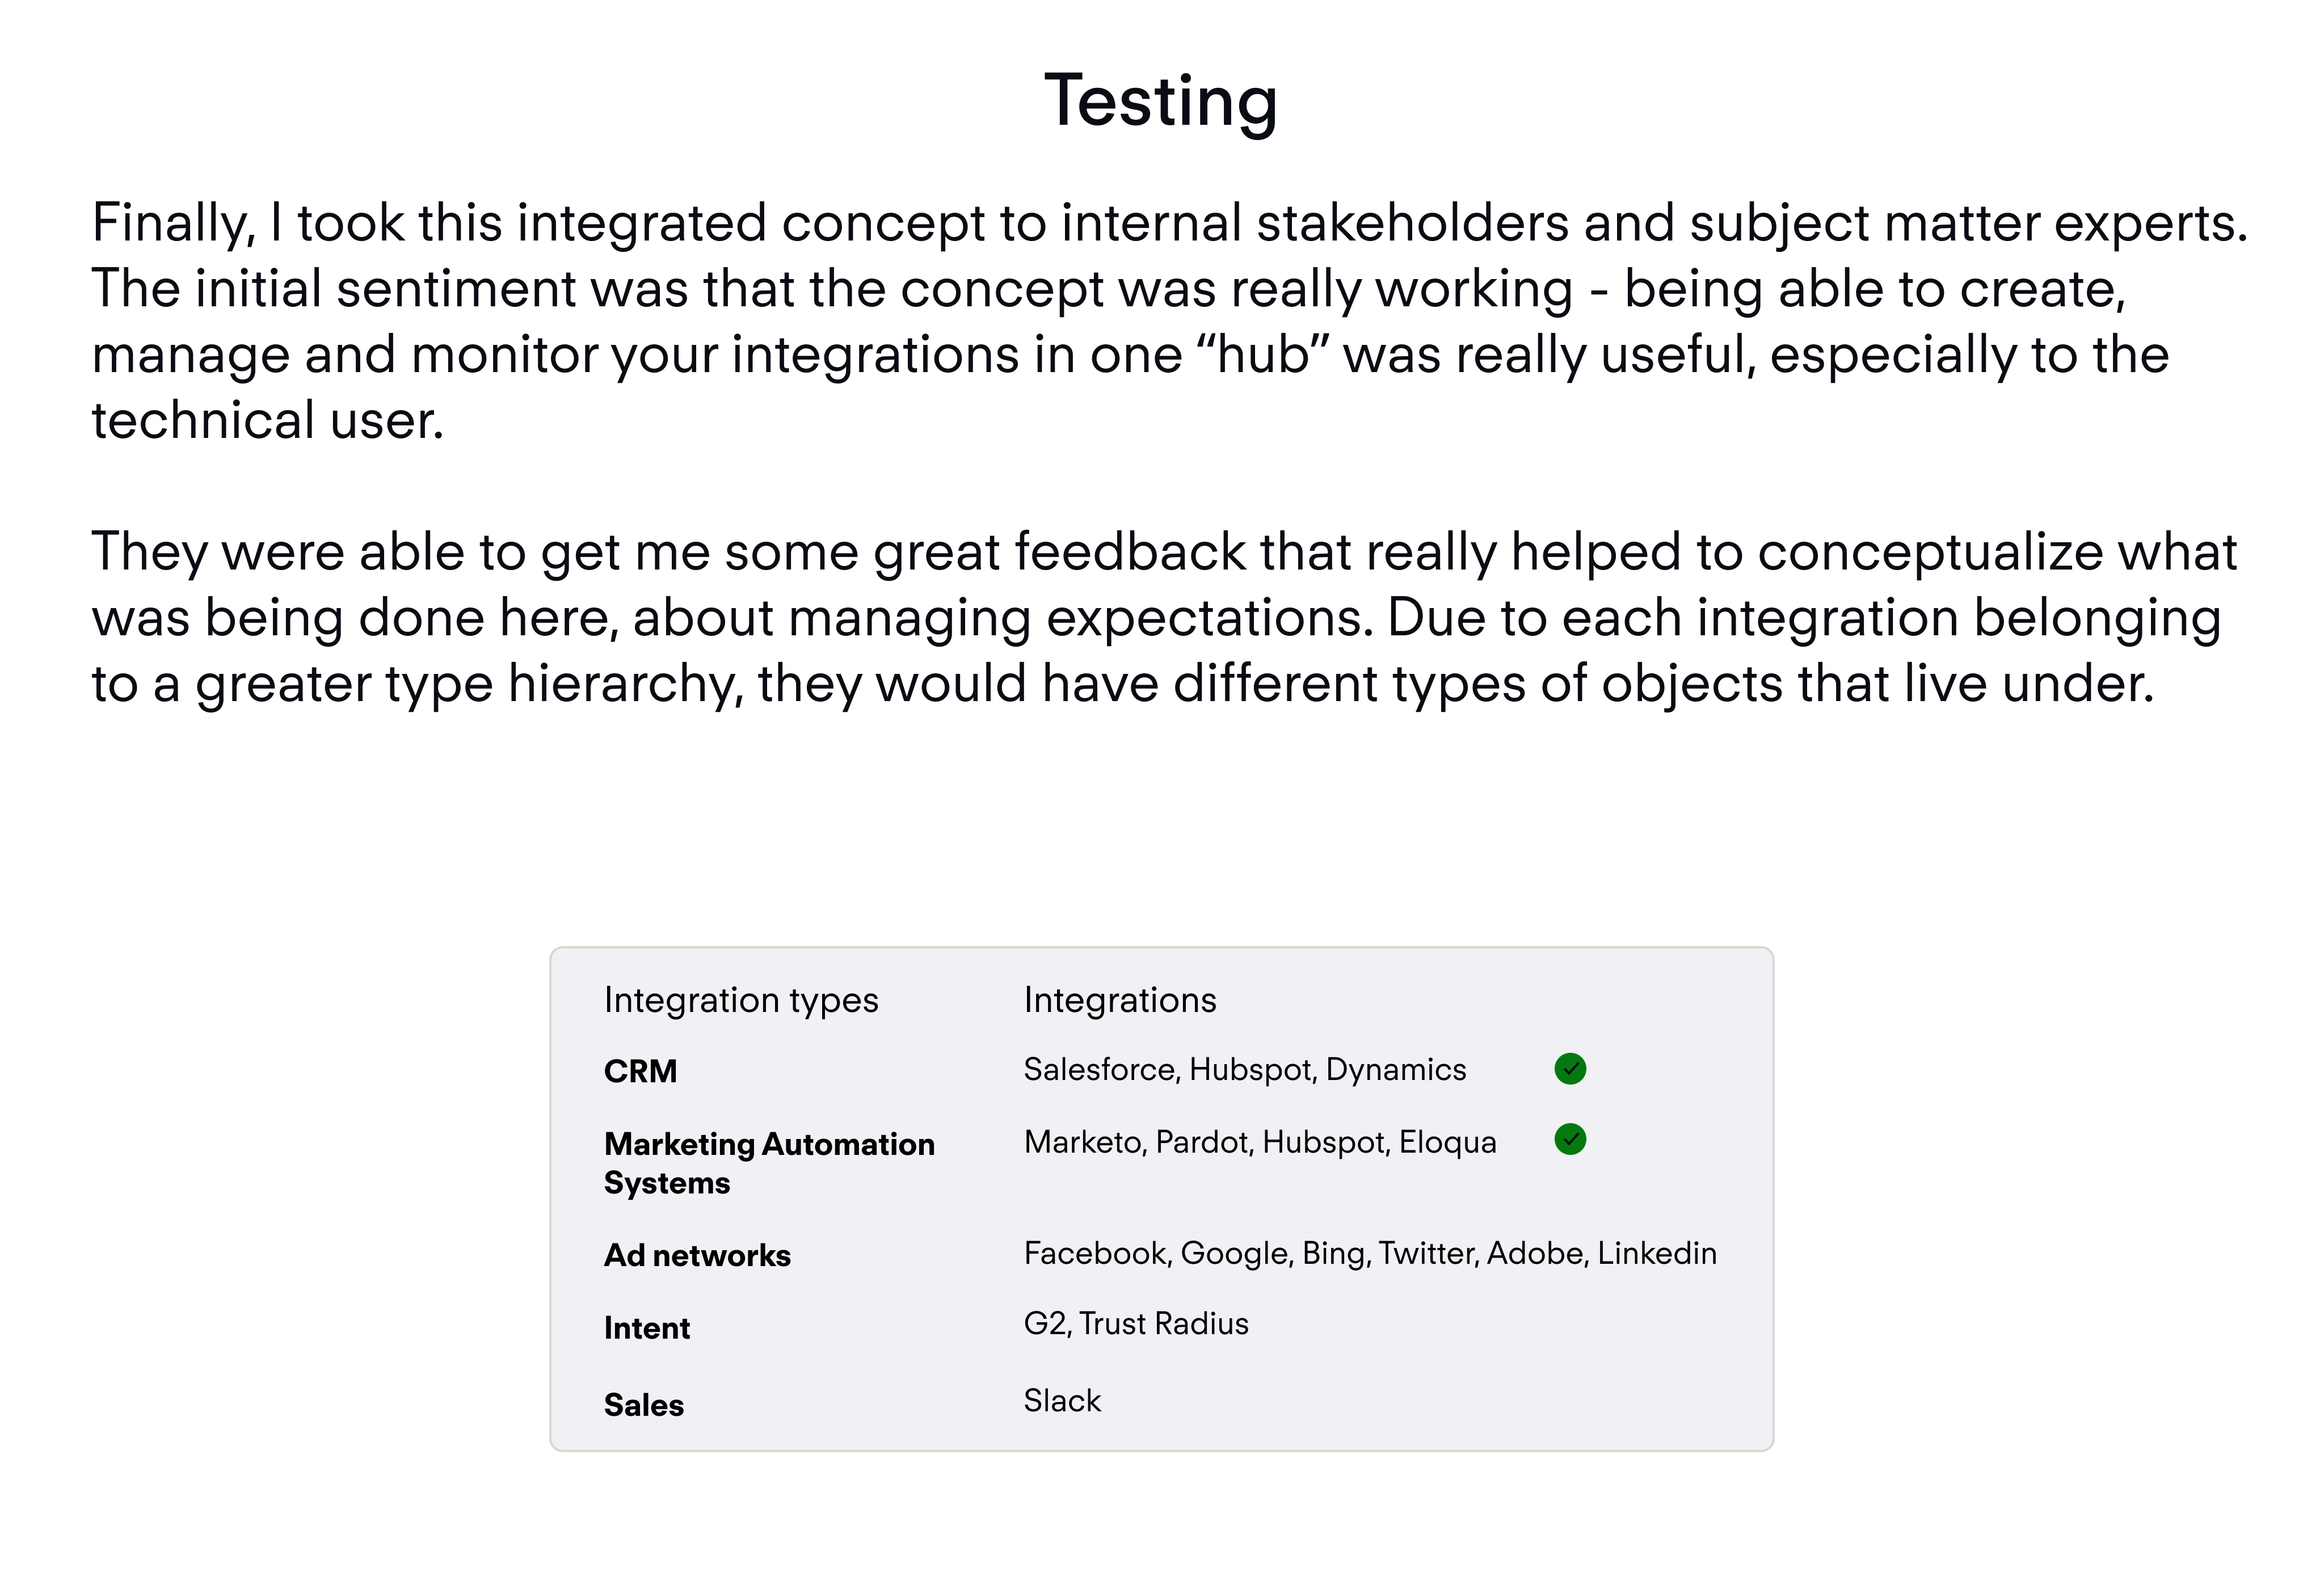 Testing
Finally, I took this integrated concept to internal stakeholders and subject matter experts.
The initial sentiment was that the concept was really working - being able to create,
manage and monitor your integrations in one “hub” was really useful, especially to the
technical user.
They were able to get me some great feedback that really helped to conceptualize what
was being done here, about managing expectations. Due to each integration belonging
to a greater type hierarchy, they would have different types of objects that live under.
Integration types Integrations
CRM Salesforce, Hubspot, Dynamics
Marketing Automation Marketo, Pardot, Hubspot, Eloqua
Systems
Ad networks Facebook, Google, Bing, Twitter, Adobe, Linkedin
Intent G2, Trust Radius
Sales Slack